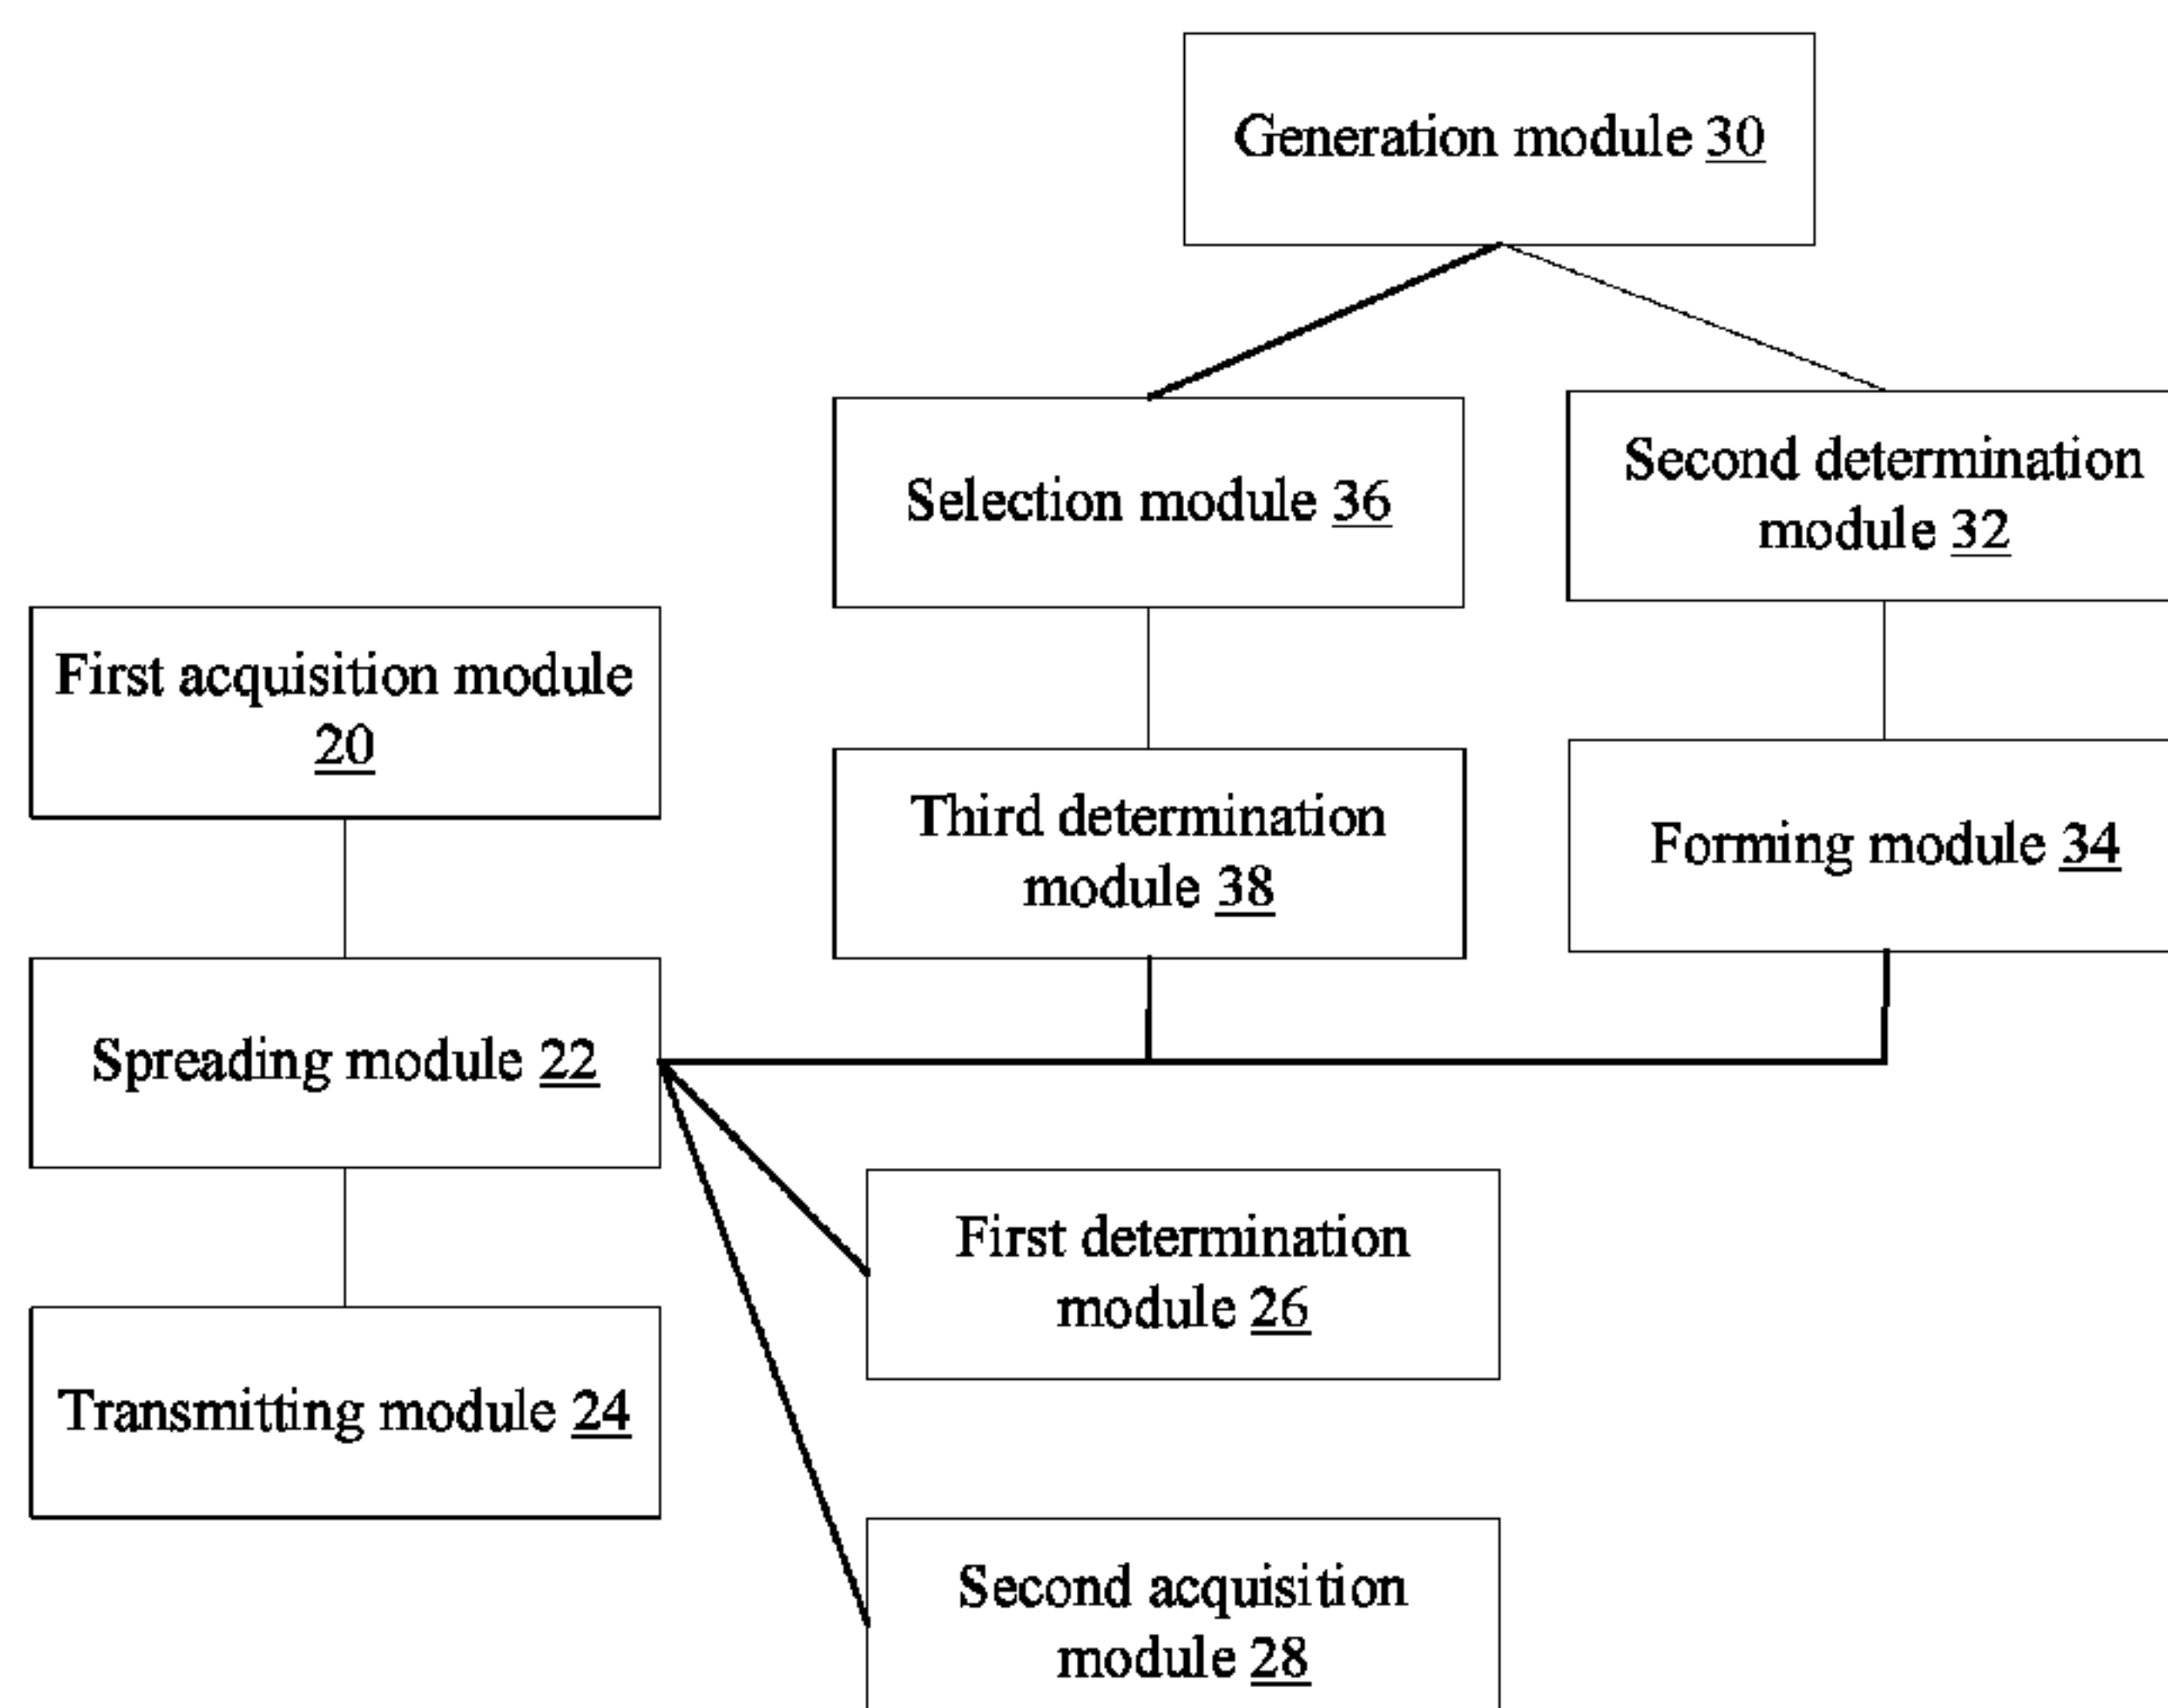 Generation module 30
Selection module 36
Second determination
module 32
First acquisition module
20
Third determination
module 38
Forming module 34
Spreading module 22
First determination
module 26
Transmitting module 24
Second acquisition
module 28